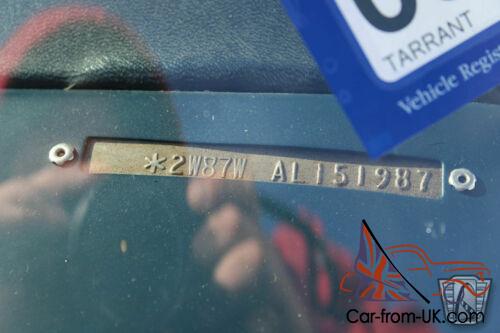 TARRANT
Vehicle Regis
*2W87W AL151987
Car-from-UK.com